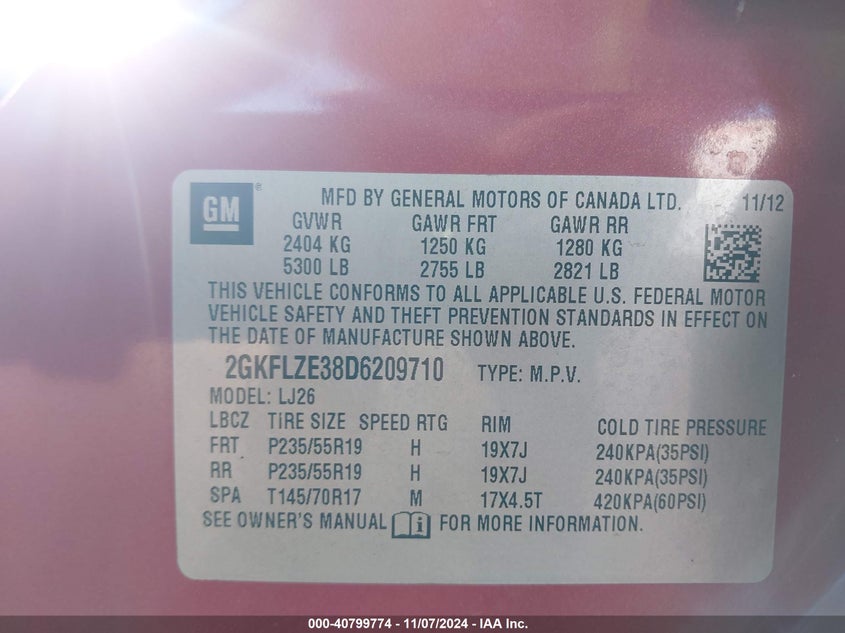 GM ® MFD BY GENERAL MOTORS OF CANADA LTD. 11/12
GVWR GAWR FRT GAWR RR
2404 KG 1250 KG 1280 KG
5300 LB 2755 LB 2821 LB
THIS VEHICLE CONFORMS TO ALL APPLICABLE U.S. FEDERAL MOTOR
VEHICLE SAFETY AND THEFT PREVENTION STANDARDS IN EFFECT ON
THE DATE OF MANUFACTURE SHOWN ABOVE.
2GKFLZE38D6209710 TYPE: M.P.V.
MODEL: LJ26
LBCZ TIRE SIZE SPEED RTG RIM COLD TIRE PRESSURE
FRT P235/55R19 H 19X7J 240KPA(35PSI)
RR P235/55R19 H 19X7J 240KPA(35PSI)
SPA T145/70R17 M 17X4.5T 420KPA(60PSI)
SEE OWNER'S MANUAL i FOR MORE INFORMATION.
000-40799774 - 11/07/2024 - IAA Inc.